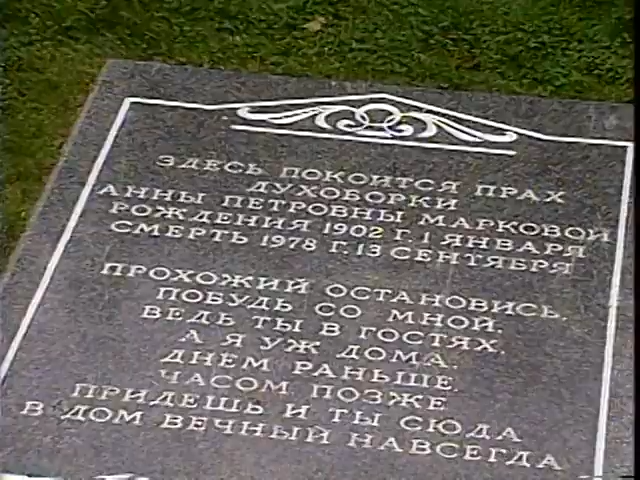 ЗДЕСЬ ПОКОИТСЯ ПРАХ
ДУХОБОРКИ
АННЫ ПЕТРОВНЫ МАРКОВОЙ
РОЖДЕНИЯ 1902 Г. 1 ЯНВАРЯ
СМЕРТЬ 1978 Г. 13 СЕНТЯБРЯ
ПРОХОЖИЙ ОСТАНОВИСЬ,
ПОБУДЬ СО МНОЙ,
ВЕДЬ ТЫ В ГОСТЯХ,
А Я УЖ ДОМА.
ДНЁМ РАНЬШЕ,
ЧАСОМ ПОЗЖЕ
ПРИДЕШЬ И ТЫ СЮДА
В ДОМ ВЕЧНЫЙ НАВСЕГДА